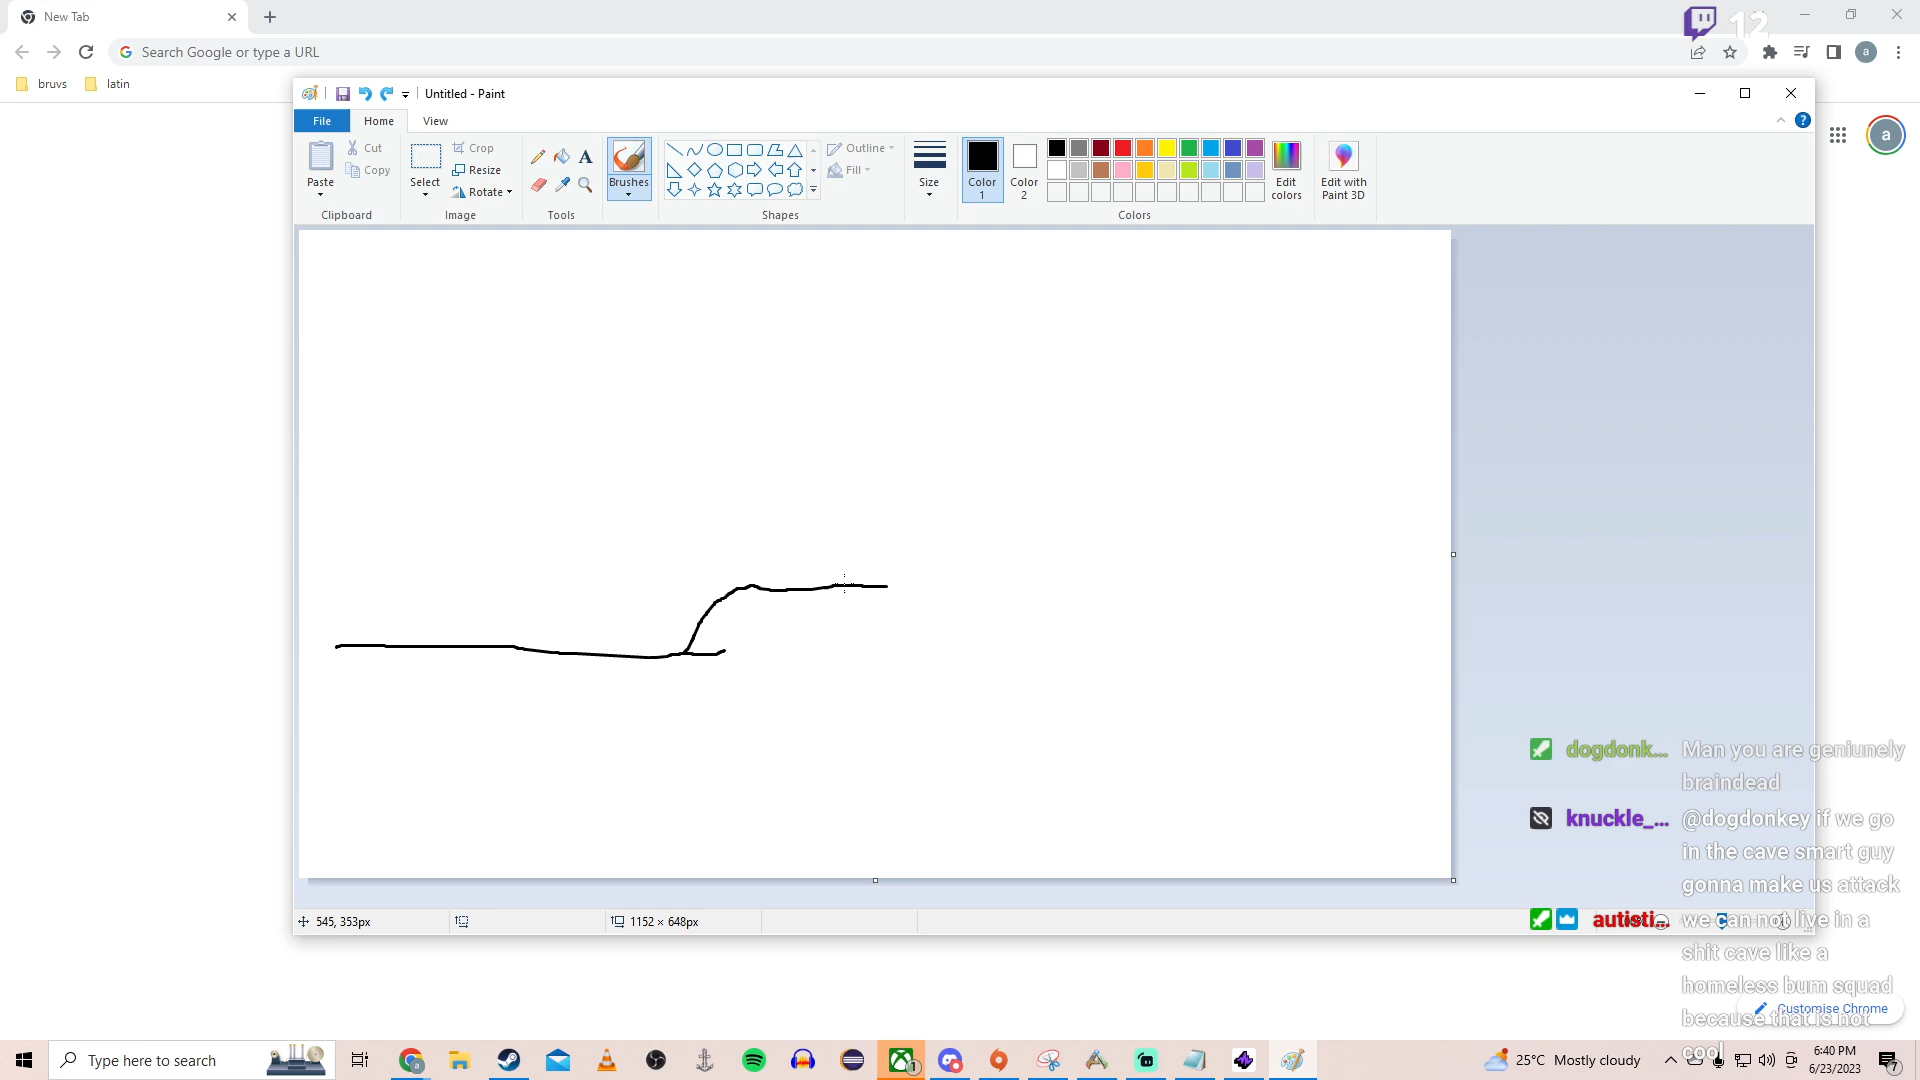 New Tab
12
Search Google or type a URL
a
bruvs
latin
Untitled - Paint
File
Home
View
a
Paste
Cut
Copy
Clipboard
Select
Crop
Resize
Rotate
Image
Tools
Brushes
Outline
Fill
Shapes
Size
Color
1
Color
2
Edit
colors
Colors
Edit with
Paint 3D
dogdonk... Man you are geniunely
braindead
knuckle_... @dogdonkey if we go
in the cave smart guy
gonna make us attack
autisti... we can not live in a
shit cave like a
homeless bum squad
because that is not
cool
545, 353px
1152 × 648px
Customise Chrome
Type here to search
1
25°C Mostly cloudy
6:40 PM
6/23/2023
7